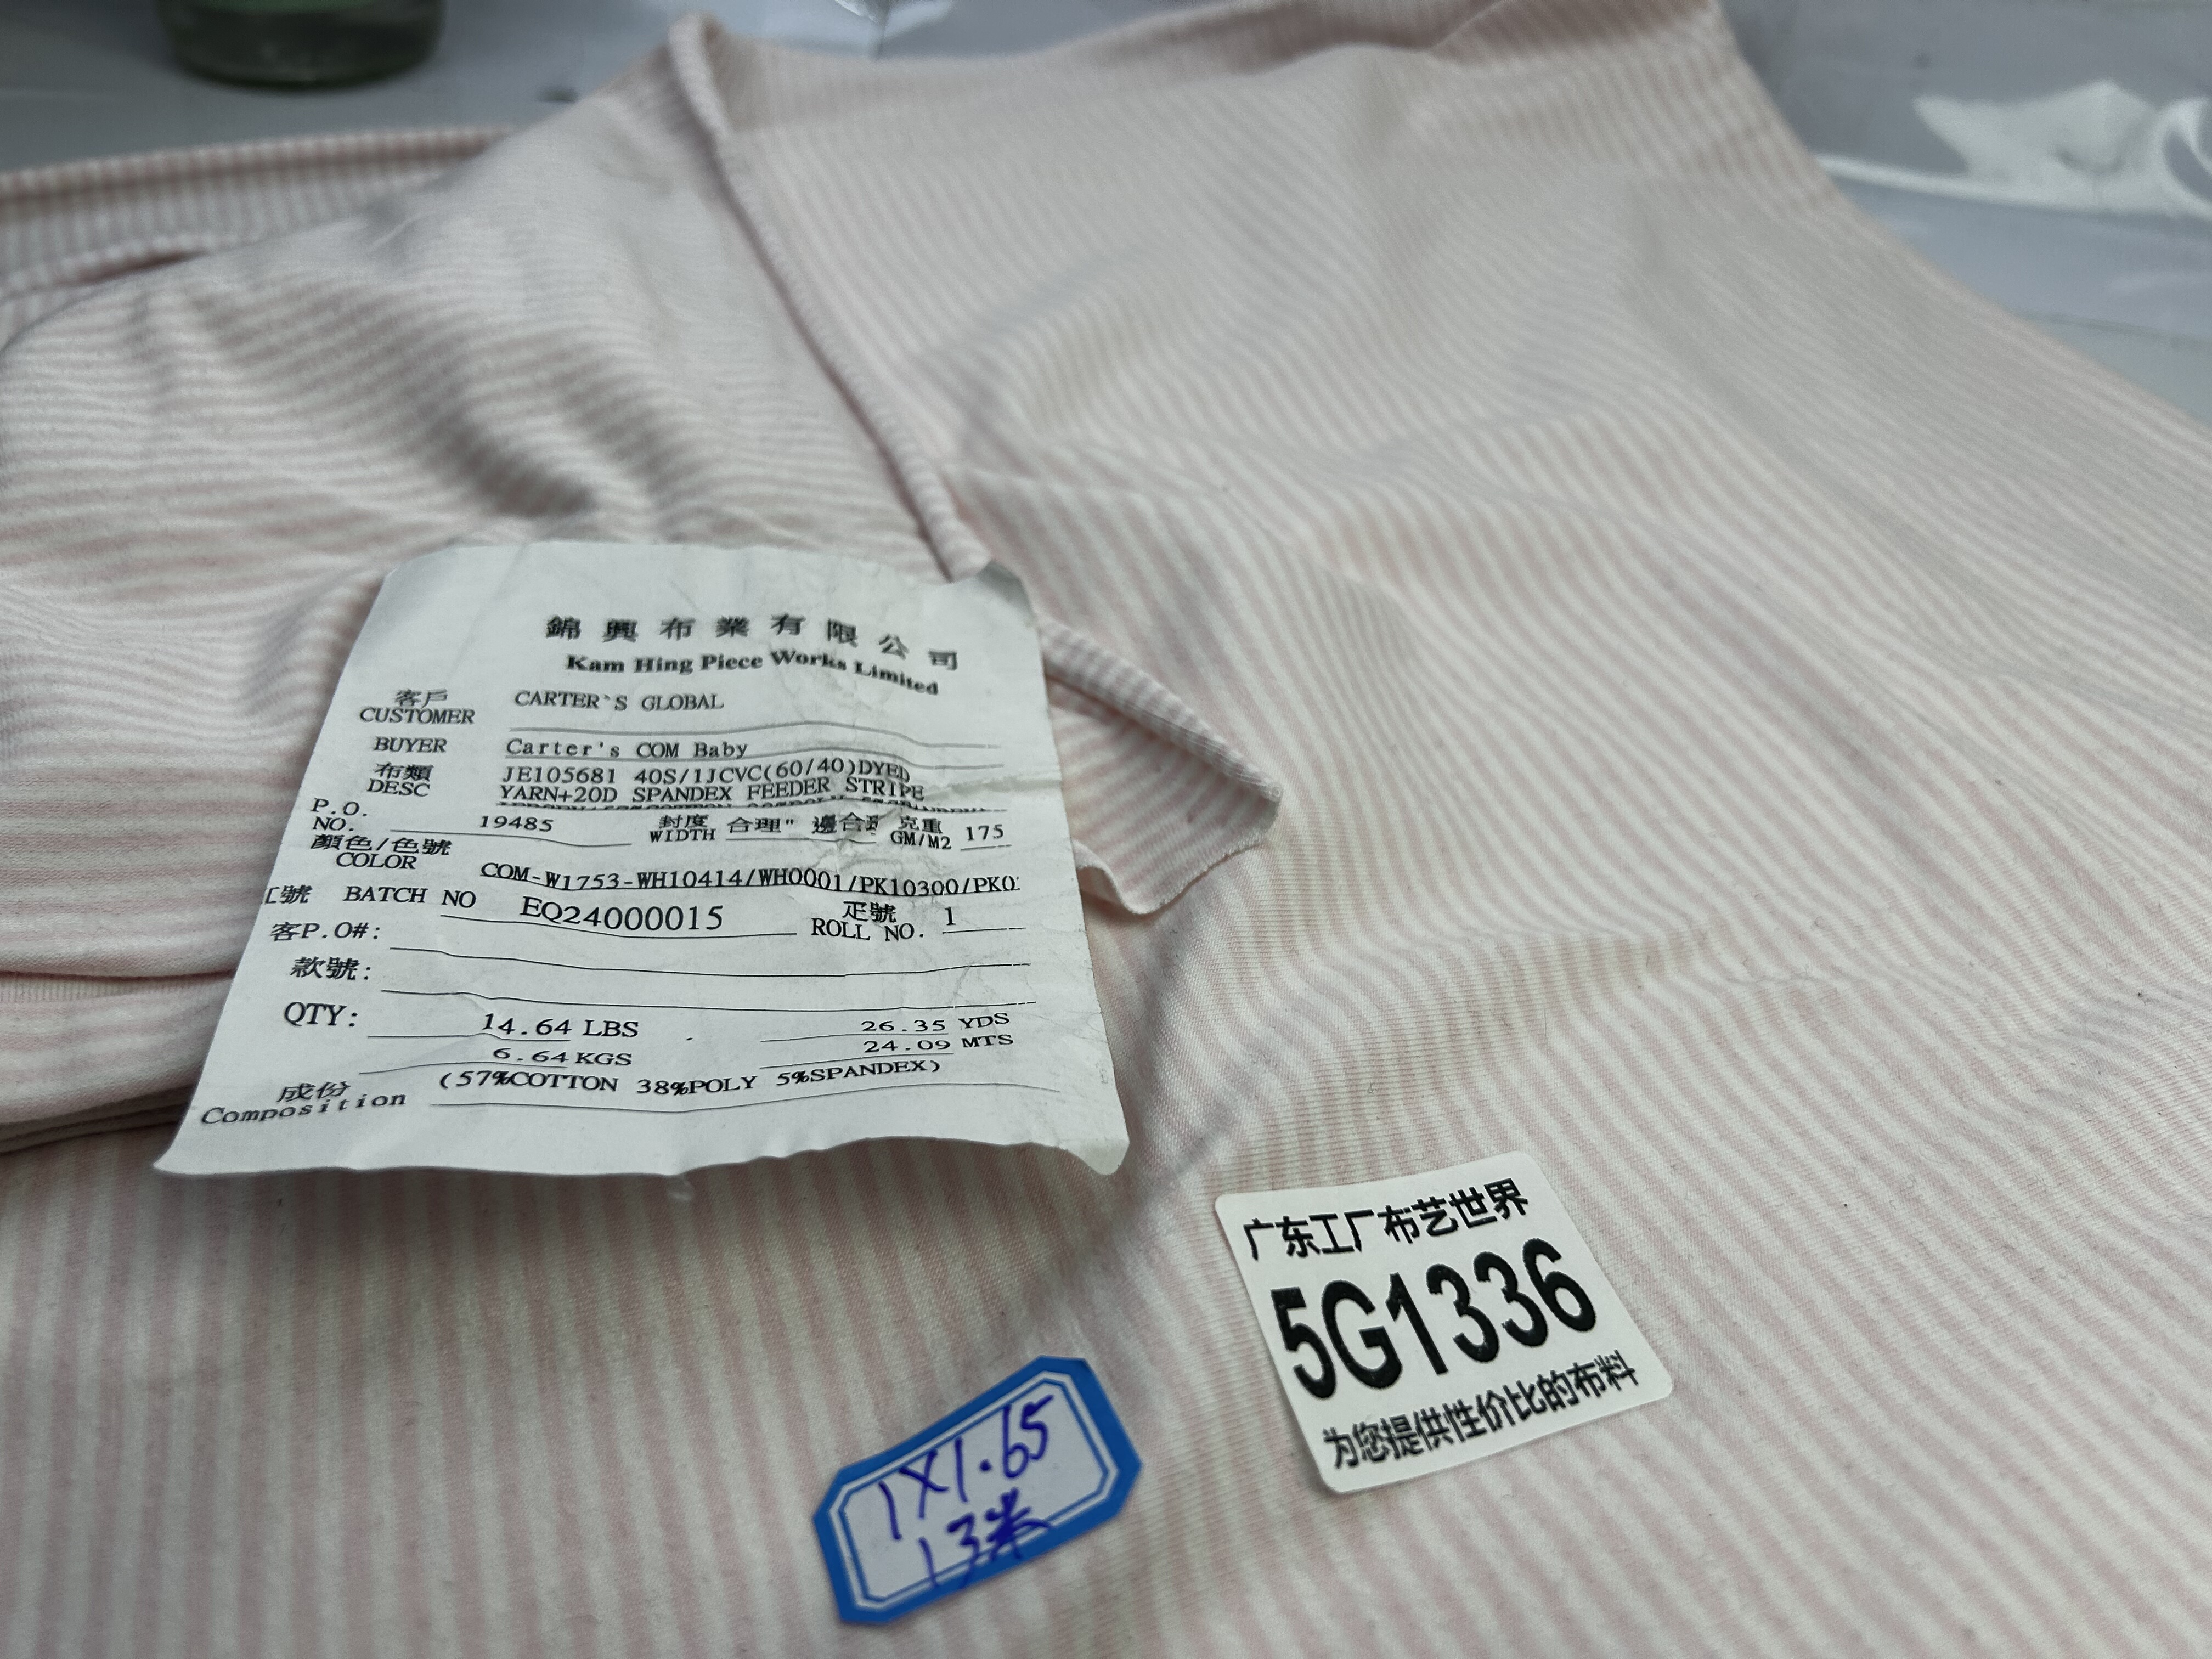 錦興布業有限公司
Kam Hing Piece Works Limited
客戶
CUSTOMER CARTER`S GLOBAL
BUYER Carter's COM Baby
布類
DESC JE105681 40S/1JCVC(60/40)DYED
YARN+20D SPANDEX FEEDER STRIPE
P.O.
NO. 19485 封度 WIDTH 合理" 邊合理 克重 GM/M2 175
顏色/色號
COLOR COM-W1753-WH10414/WH0001/PK10300/PK0
號 BATCH NO EQ24000015 疋號 ROLL NO. 1
客P.O#:
款號:
QTY: 14.64 LBS 26.35 YDS
6.64 KGS 24.09 MTS
成份
Composition (57%COTTON 38%POLY 5%SPANDEX)
广东工厂布艺世界
5G1336
为您提供性价比的布料
1X1.65
13米